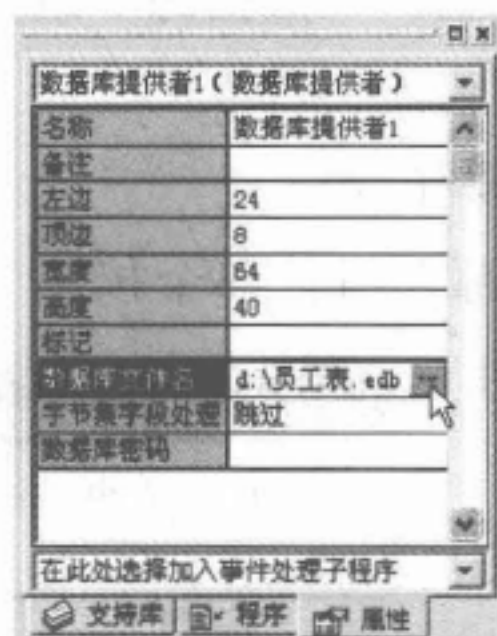 数据库提供者1（数据库提供者）
名称 数据库提供者1
备注
左边 24
顶边 8
宽度 64
高度 40
标记
数据库文件名 d:\员工表.edb
字节集字段处理 跳过
数据库密码
在此处选择加入事件处理子程序
支持库 程序 属性